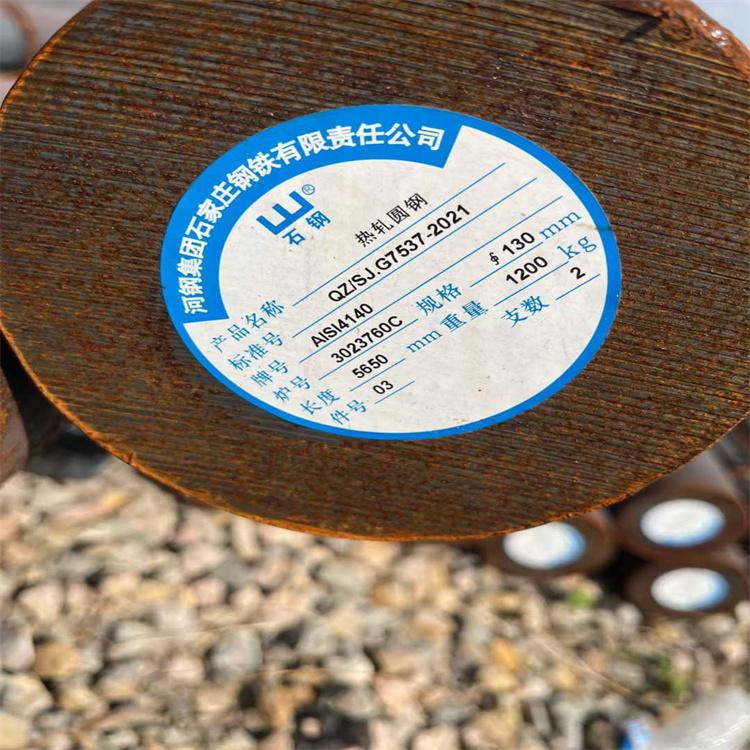 河钢集团石家庄钢铁有限责任公司
®
石钢
产品名称 热轧圆钢
标准号 QZ/SJ.G7537-2021
牌号 AISI4140 规格 ϕ130 mm
炉号 3023760C 重量 1200 kg
长度 5650 mm 支数 2
件号 03